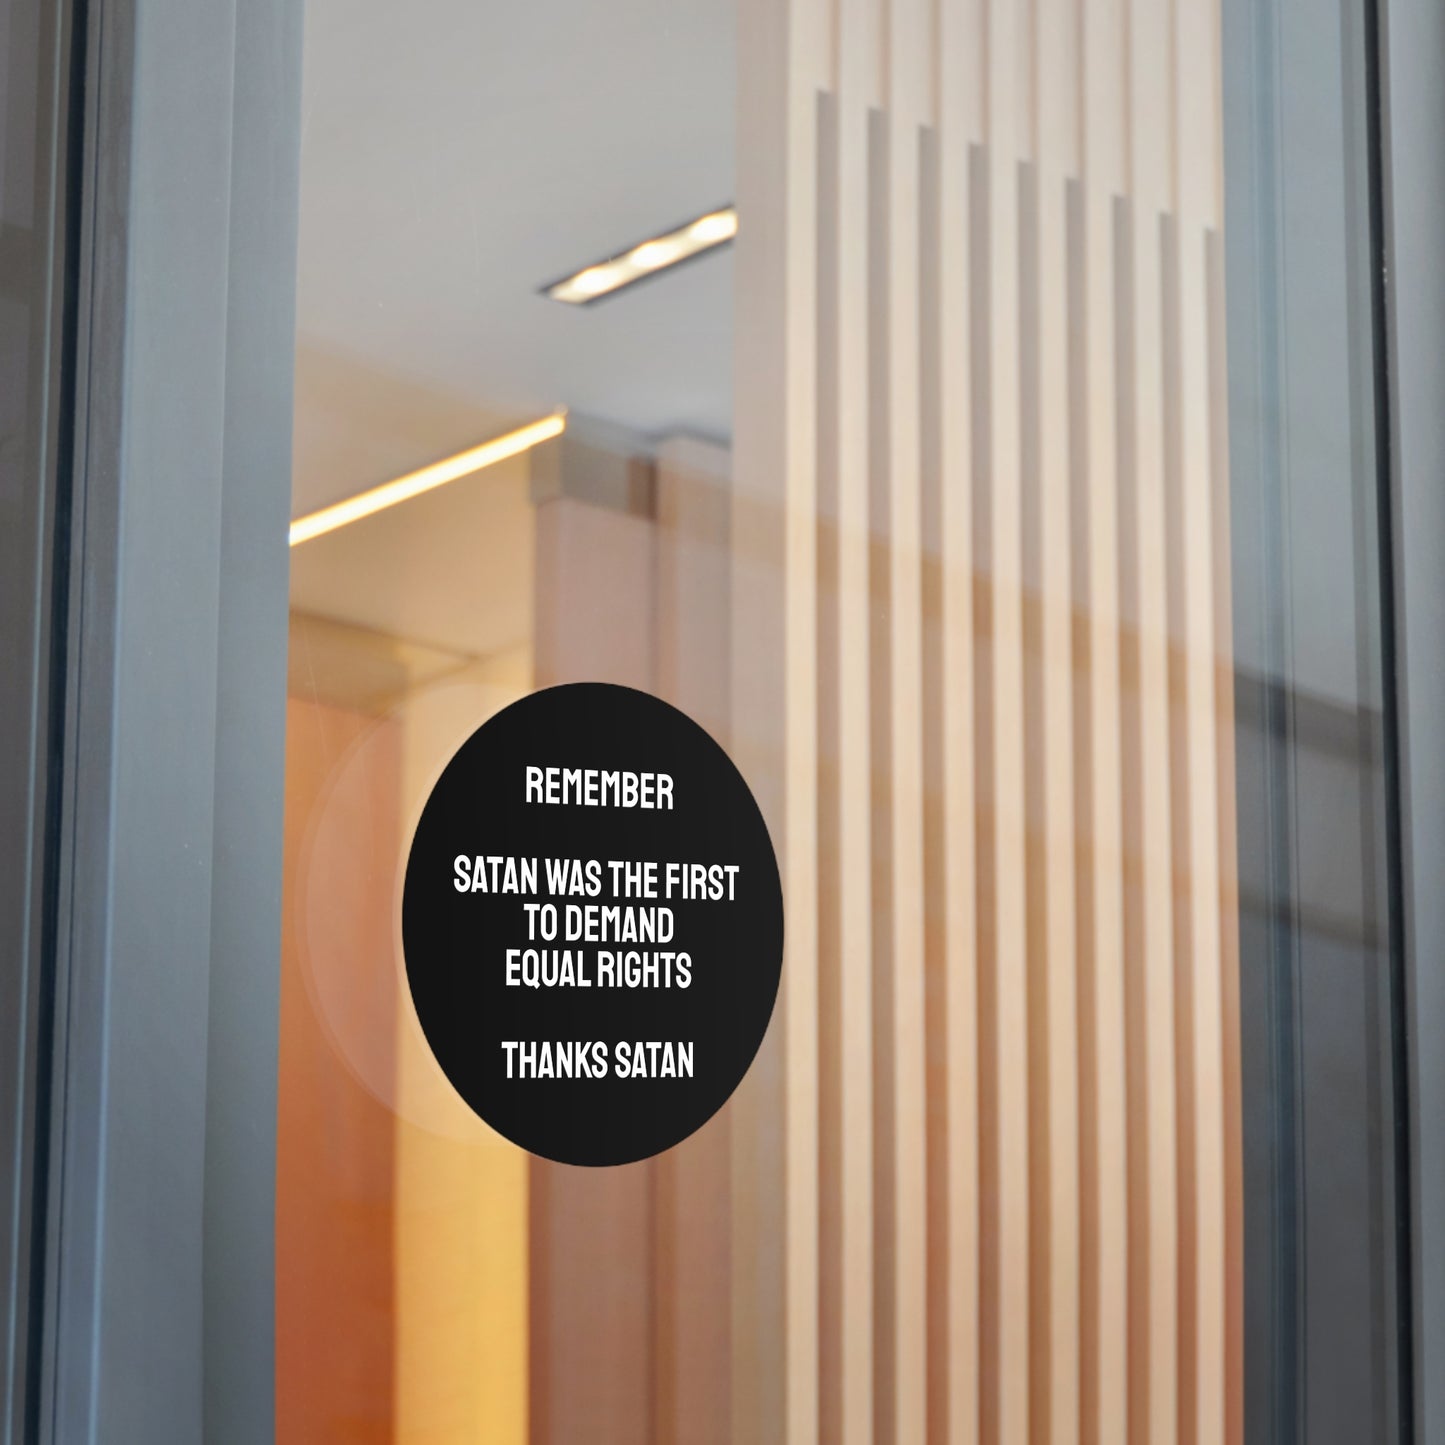 REMEMBER
SATAN WAS THE FIRST
TO DEMAND
EQUAL RIGHTS
THANKS SATAN